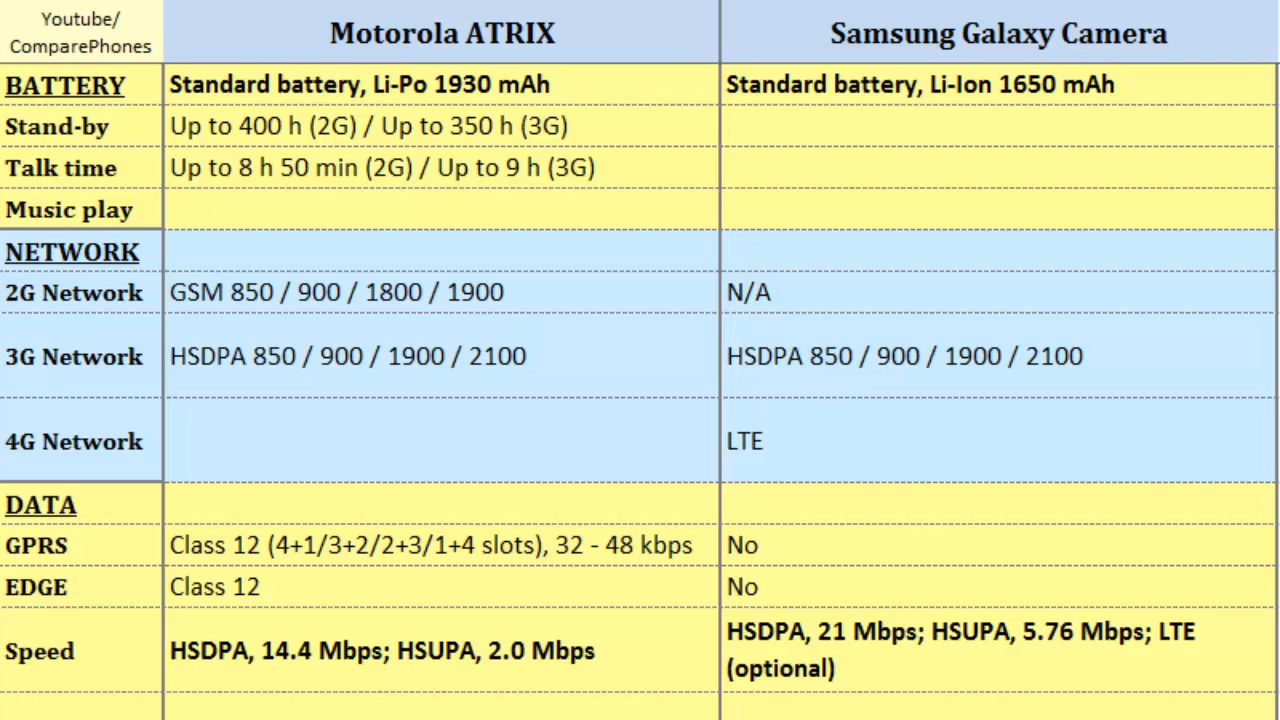 Youtube/
ComparePhones
Motorola ATRIX
Samsung Galaxy Camera
BATTERY
Standard battery, Li-Po 1930 mAh
Standard battery, Li-Ion 1650 mAh
Stand-by
Up to 400 h (2G) / Up to 350 h (3G)
Talk time
Up to 8 h 50 min (2G) / Up to 9 h (3G)
Music play
NETWORK
2G Network
GSM 850 / 900 / 1800 / 1900
N/A
3G Network
HSDPA 850 / 900 / 1900 / 2100
HSDPA 850 / 900 / 1900 / 2100
4G Network
LTE
DATA
GPRS
Class 12 (4+1/3+2/2+3/1+4 slots), 32 - 48 kbps
No
EDGE
Class 12
No
Speed
HSDPA, 14.4 Mbps; HSUPA, 2.0 Mbps
HSDPA, 21 Mbps; HSUPA, 5.76 Mbps; LTE
(optional)